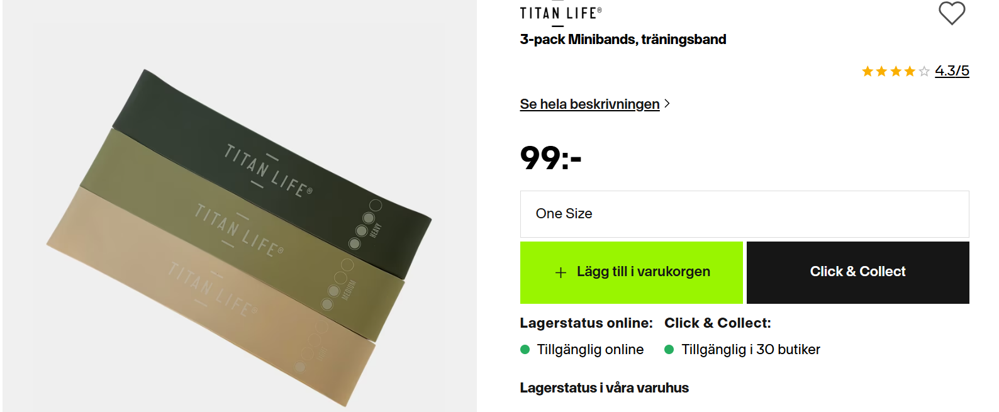 TITAN LIFE®
HEAVY
TITAN LIFE®
MEDIUM
TITAN LIFE®
LIGHT
TITAN LIFE®
3-pack Minibands, träningsband
4.3/5
Se hela beskrivningen
99:-
One Size
+ Lägg till i varukorgen
Click & Collect
Lagerstatus online: Click & Collect:
Tillgänglig online Tillgänglig i 30 butiker
Lagerstatus i våra varuhus